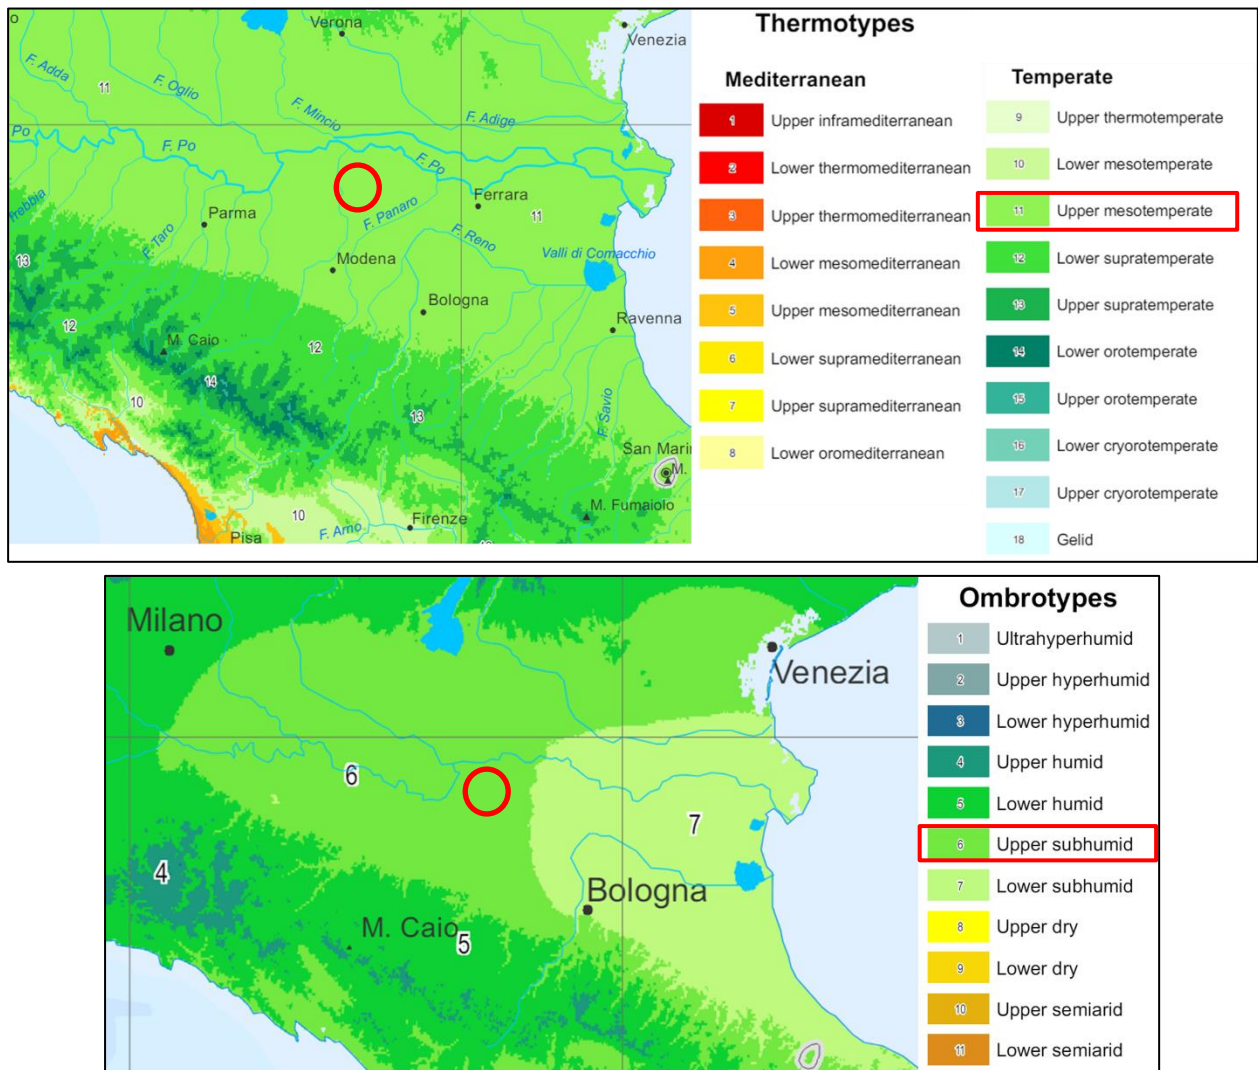 o
Verona
Venezia
F. Adda
11
F. Oglio
F. Mincio
F. Adige
Po
F. Po
F. Po
Ferrara
11
F. Panaro
Parma
F. Reno
Trebbia
F. Taro
Modena
Valli di Comacchio
13
Bologna
Ravenna
12
M. Caio
12
14
10
13
F. Savio
San Marin
M.
M. Fumaiolo
10
Firenze
F. Arno
Pisa
Thermotypes
Mediterranean
1 Upper inframediterranean
2 Lower thermomediterranean
3 Upper thermomediterranean
4 Lower mesomediterranean
5 Upper mesomediterranean
6 Lower supramediterranean
7 Upper supramediterranean
8 Lower oromediterranean
Temperate
9 Upper thermotemperate
10 Lower mesotemperate
11 Upper mesotemperate
12 Lower supratemperate
13 Upper supratemperate
14 Lower orotemperate
15 Upper orotemperate
16 Lower cryorotemperate
17 Upper cryorotemperate
18 Gelid
Milano
Venezia
6
7
4
Bologna
M. Caio
5
Ombrotypes
1 Ultrahyperhumid
2 Upper hyperhumid
3 Lower hyperhumid
4 Upper humid
5 Lower humid
6 Upper subhumid
7 Lower subhumid
8 Upper dry
9 Lower dry
10 Upper semiarid
11 Lower semiarid